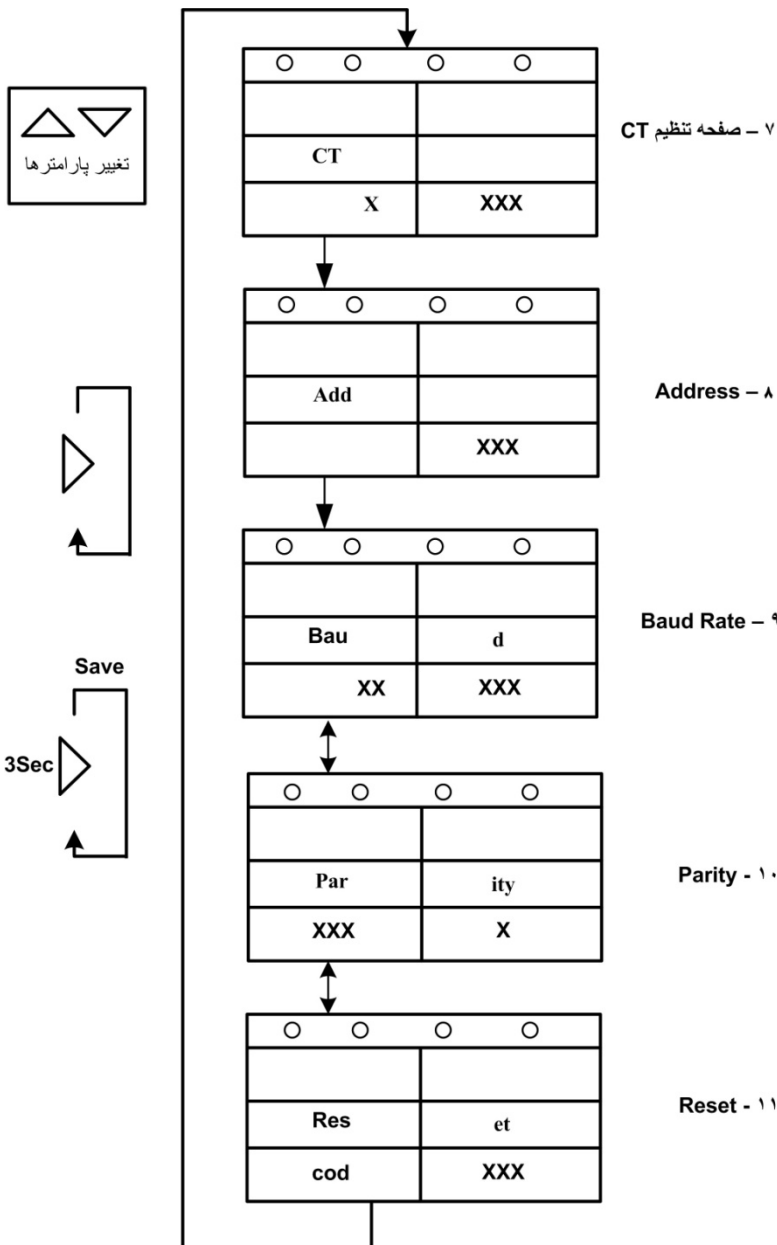 CT
X XXX
۷ – صفحه تنظیم CT
تغییر پارامترها
Add
XXX
Address – ۸
Bau d
XX XXX
Baud Rate – ۹
Save
3Sec
Par ity
XXX X
Parity - ۱۰
Res et
cod XXX
Reset - ۱۱